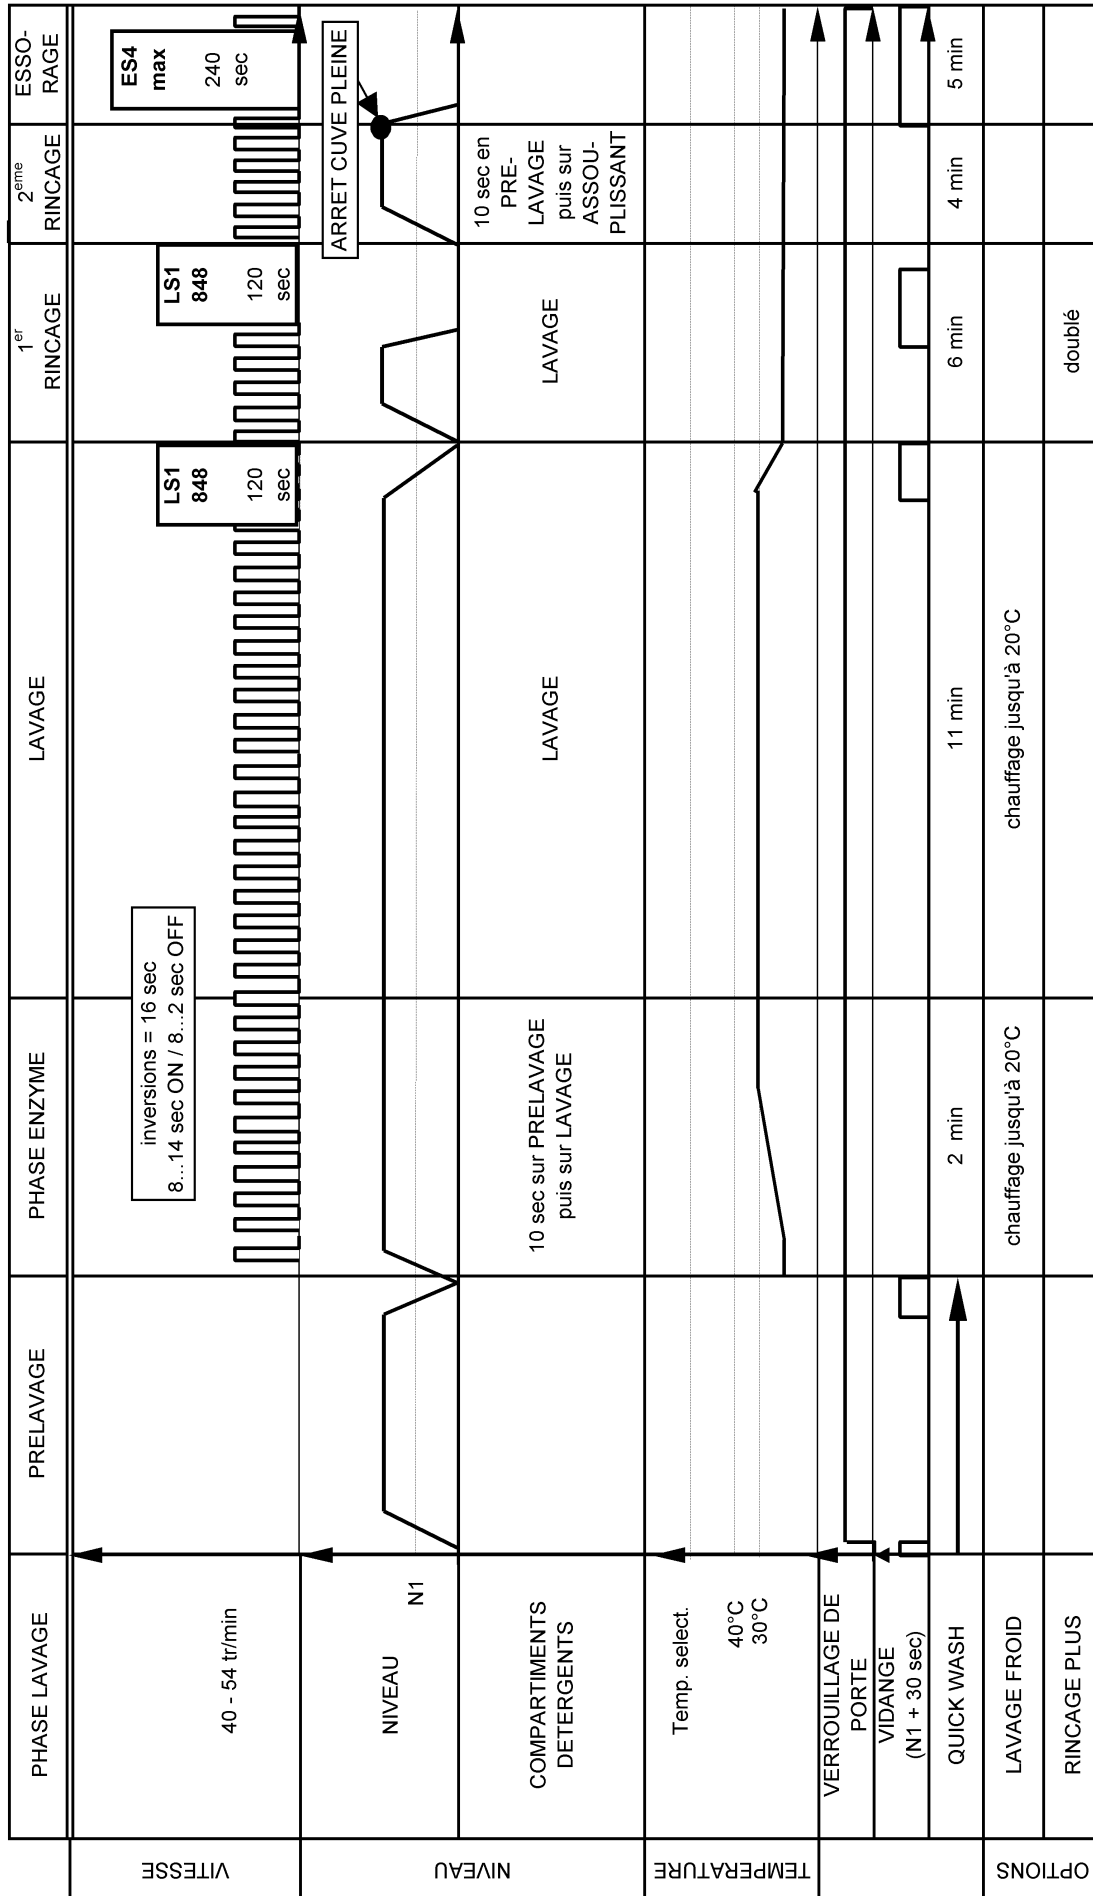 PHASE LAVAGE
PRELAVAGE
PHASE ENZYME
LAVAGE
1er
RINCAGE
2eme
RINCAGE
ESSO-
RAGE
VITESSE
40 - 54 tr/min
inversions = 16 sec
8...14 sec ON / 8...2 sec OFF
LS1
848
120
sec
LS1
848
120
sec
ES4
max
240
sec
NIVEAU
NIVEAU
N1
ARRET CUVE PLEINE
COMPARTIMENTS
DETERGENTS
10 sec sur PRELAVAGE
puis sur LAVAGE
LAVAGE
LAVAGE
10 sec en
PRE-
LAVAGE
puis sur
ASSOU-
PLISSANT
TEMPERATURE
Temp. select.
40°C
30°C
VERROUILLAGE DE
PORTE
VIDANGE
(N1 + 30 sec)
QUICK WASH
2 min
11 min
6 min
4 min
5 min
OPTIONS
LAVAGE FROID
chauffage jusqu'à 20°C
chauffage jusqu'à 20°C
RINCAGE PLUS
doublé